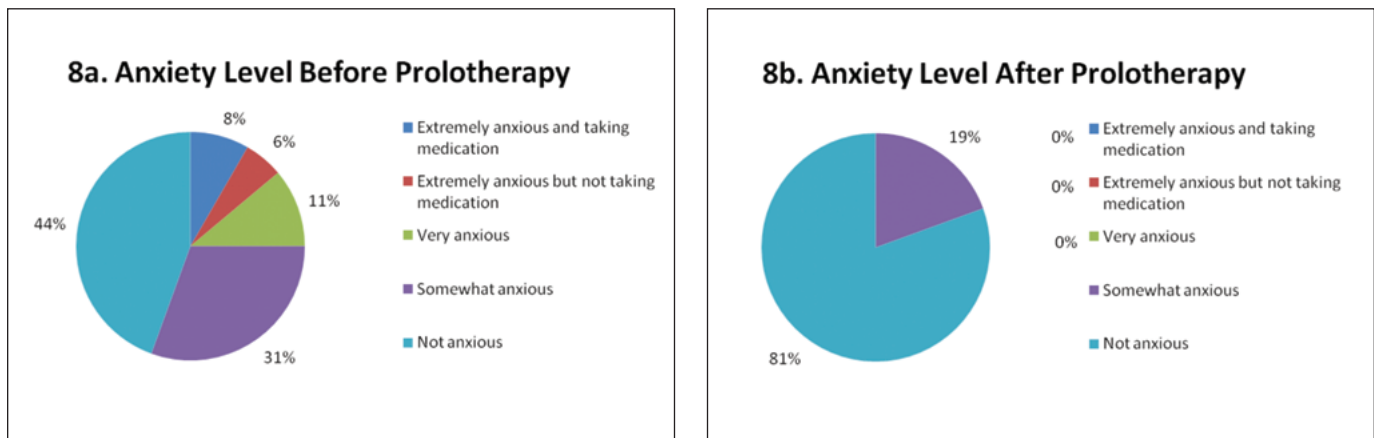 8a. Anxiety Level Before Prolotherapy
8%
6%
11%
31%
44%
Extremely anxious and taking
medication
Extremely anxious but not taking
medication
Very anxious
Somewhat anxious
Not anxious
8b. Anxiety Level After Prolotherapy
19%
81%
0%
Extremely anxious and taking
medication
0%
Extremely anxious but not taking
medication
0%
Very anxious
Somewhat anxious
Not anxious